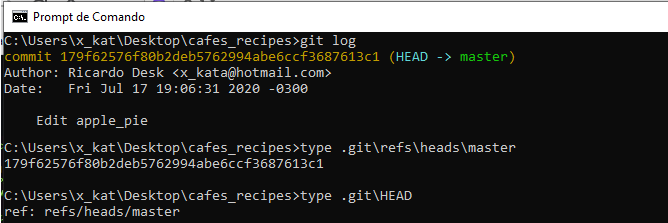 Prompt de Comando
C:\Users\x_kat\Desktop\cafes_recipes>git log
commit 179f62576f80b2deb5762994abe6ccf3687613c1 (HEAD -> master)
Author: Ricardo Desk <x_kata@hotmail.com>
Date:   Fri Jul 17 19:06:31 2020 -0300
    Edit apple_pie
C:\Users\x_kat\Desktop\cafes_recipes>type .git\refs\heads\master
179f62576f80b2deb5762994abe6ccf3687613c1
C:\Users\x_kat\Desktop\cafes_recipes>type .git\HEAD
ref: refs/heads/master